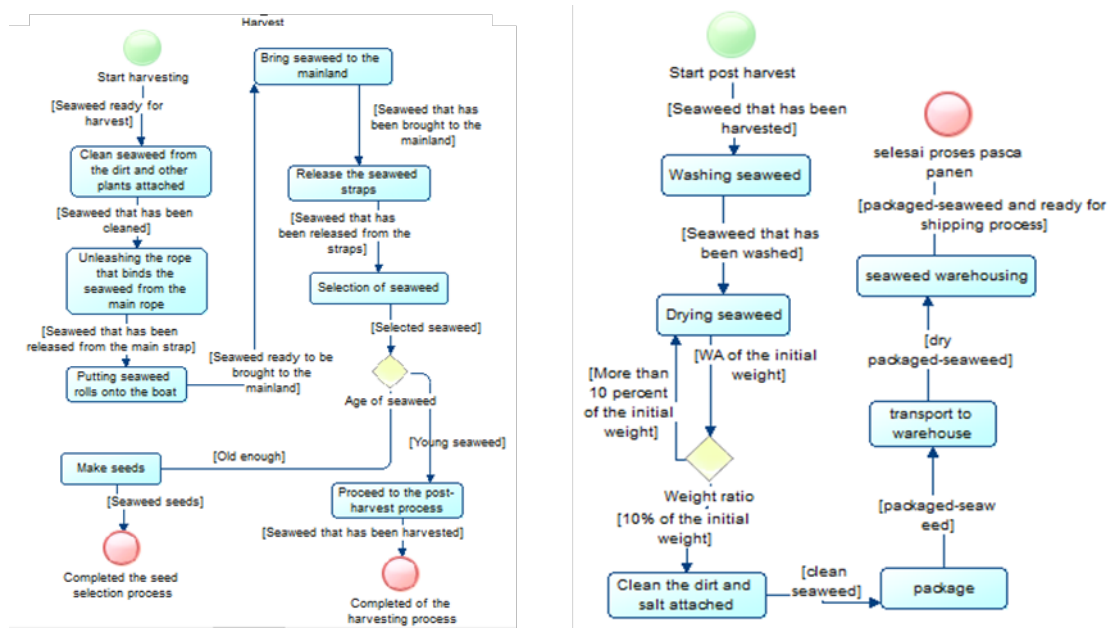 Harvest
Start harvesting
[Seaweed ready for
harvest]
Clean seaweed from
the dirt and other
plants attached
[Seaweed that has been
cleaned]
Unleashing the rope
that binds the
seaweed from the
main rope
[Seaweed that has been
released from the main strap]
Putting seaweed
rolls onto the boat
[Seaweed ready to be
brought to the
mainland]
Bring seaweed to the
mainland
[Seaweed that has
been brought to the
mainland]
Release the seaweed
straps
[Seaweed that has
been released from the
straps]
Selection of seaweed
[Selected seaweed]
Age of seaweed
[Old enough]
Make seeds
[Seaweed seeds]
Completed the seed
selection process
[Young seaweed]
Proceed to the post-
harvest process
[Seaweed that has been harvested]
Completed of the
harvesting process
Start post harvest
[Seaweed that has been
harvested]
Washing seaweed
[Seaweed that has
been washed]
Drying seaweed
[WA of the initial
weight]
[More than
10 percent
of the initial
weight]
Weight ratio
[10% of the initial
weight]
Clean the dirt and
salt attached
[clean
seaweed]
package
[packaged-seaw
eed]
transport to
warehouse
[dry
packaged-seaweed]
seaweed warehousing
[packaged-seaweed and ready for
shipping process]
selesai proses pasca
panen